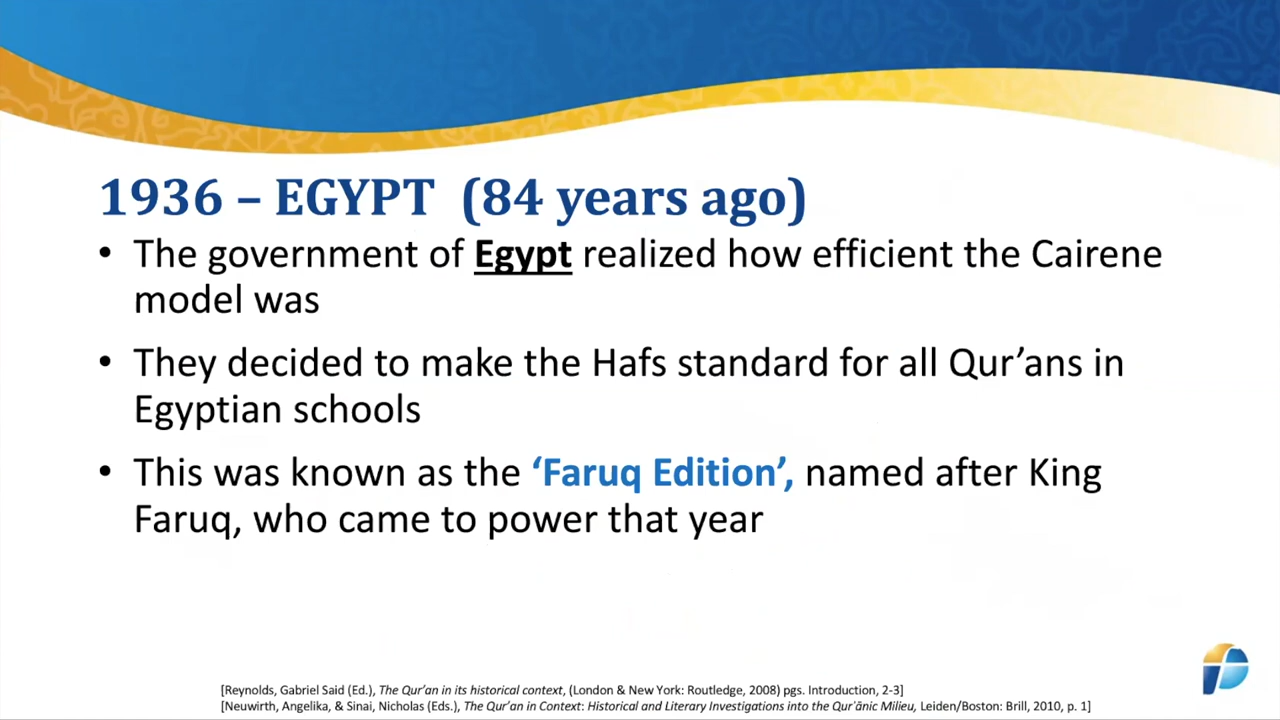 1936 – EGYPT (84 years ago)
• The government of Egypt realized how efficient the Cairene
model was
• They decided to make the Hafs standard for all Qur’ans in
Egyptian schools
• This was known as the ‘Faruq Edition’, named after King
Faruq, who came to power that year
[Reynolds, Gabriel Said (Ed.), The Qur’an in its historical context, (London & New York: Routledge, 2008) pgs. Introduction, 2-3]
[Neuwirth, Angelika, & Sinai, Nicholas (Eds.), The Qur’an in Context: Historical and Literary Investigations into the Qurʾānic Milieu, Leiden/Boston: Brill, 2010, p. 1]